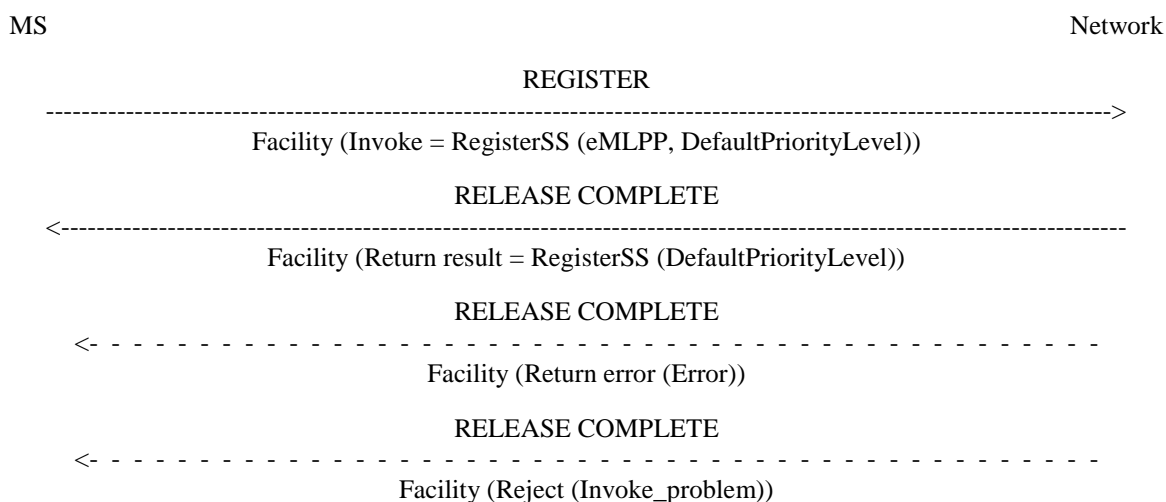 MS Network
REGISTER
------------------------------------------------------------------------------------------------------------------------>
Facility (Invoke = RegisterSS (eMLPP, DefaultPriorityLevel))
RELEASE COMPLETE
<------------------------------------------------------------------------------------------------------------------------
Facility (Return result = RegisterSS (DefaultPriorityLevel))
RELEASE COMPLETE
<- - - - - - - - - - - - - - - - - - - - - - - - - - - - - - - - - - - - - - - - - - - - - - - - - - - - - - -
Facility (Return error (Error))
RELEASE COMPLETE
<- - - - - - - - - - - - - - - - - - - - - - - - - - - - - - - - - - - - - - - - - - - - - - - - - - - - - - -
Facility (Reject (Invoke_problem))